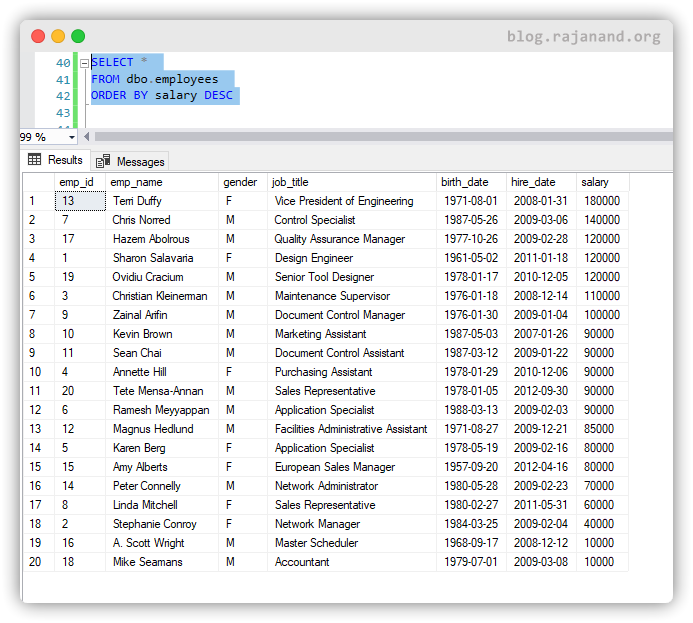 blog.rajanand.org
40 SELECT *
41 FROM dbo.employees
42 ORDER BY salary DESC
43
99 %
Results Messages
emp_id emp_name gender job_title birth_date hire_date salary
1 13 Terri Duffy F Vice President of Engineering 1971-08-01 2008-01-31 180000
2 7 Chris Norred M Control Specialist 1987-05-26 2009-03-06 140000
3 17 Hazem Abolrous M Quality Assurance Manager 1977-10-26 2009-02-28 120000
4 1 Sharon Salavaria F Design Engineer 1961-05-02 2011-01-18 120000
5 19 Ovidiu Cracium M Senior Tool Designer 1978-01-17 2010-12-05 120000
6 3 Christian Kleinerman M Maintenance Supervisor 1976-01-18 2008-12-14 110000
7 9 Zainal Arifin M Document Control Manager 1976-01-30 2009-01-04 100000
8 10 Kevin Brown M Marketing Assistant 1987-05-03 2007-01-26 90000
9 11 Sean Chai M Document Control Assistant 1987-03-12 2009-01-22 90000
10 4 Annette Hill F Purchasing Assistant 1978-01-29 2010-12-06 90000
11 20 Tete Mensa-Annan M Sales Representative 1978-01-05 2012-09-30 90000
12 6 Ramesh Meyyappan M Application Specialist 1988-03-13 2009-02-03 90000
13 12 Magnus Hedlund M Facilities Administrative Assistant 1971-08-27 2009-12-21 85000
14 5 Karen Berg F Application Specialist 1978-05-19 2009-02-16 80000
15 15 Amy Alberts F European Sales Manager 1957-09-20 2012-04-16 80000
16 14 Peter Connelly M Network Administrator 1980-05-28 2009-02-23 70000
17 8 Linda Mitchell F Sales Representative 1980-02-27 2011-05-31 60000
18 2 Stephanie Conroy F Network Manager 1984-03-25 2009-02-04 40000
19 16 A. Scott Wright M Master Scheduler 1968-09-17 2008-12-12 10000
20 18 Mike Seamans M Accountant 1979-07-01 2009-03-08 10000